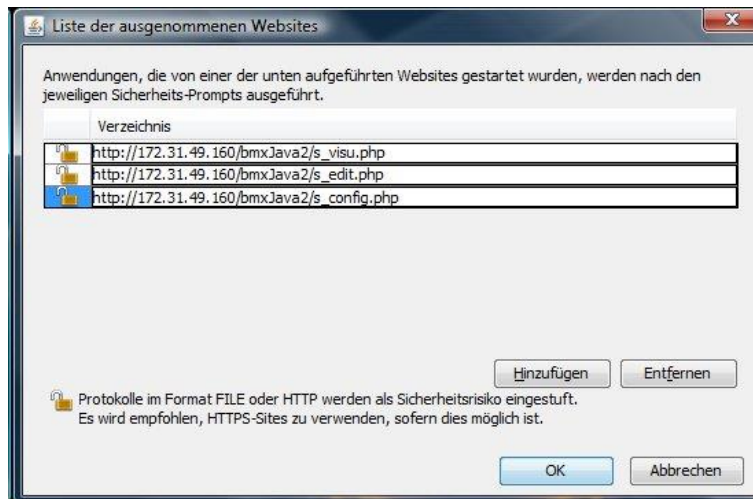 Liste der ausgenommenen Websites
Anwendungen, die von einer der unten aufgeführten Websites gestartet wurden, werden nach den
jeweiligen Sicherheits-Prompts ausgeführt.
Verzeichnis
http://172.31.49.160/bmxJava2/s_visu.php
http://172.31.49.160/bmxJava2/s_edit.php
http://172.31.49.160/bmxJava2/s_config.php
Hinzufügen Entfernen
Protokolle im Format FILE oder HTTP werden als Sicherheitsrisiko eingestuft.
Es wird empfohlen, HTTPS-Sites zu verwenden, sofern dies möglich ist.
OK Abbrechen